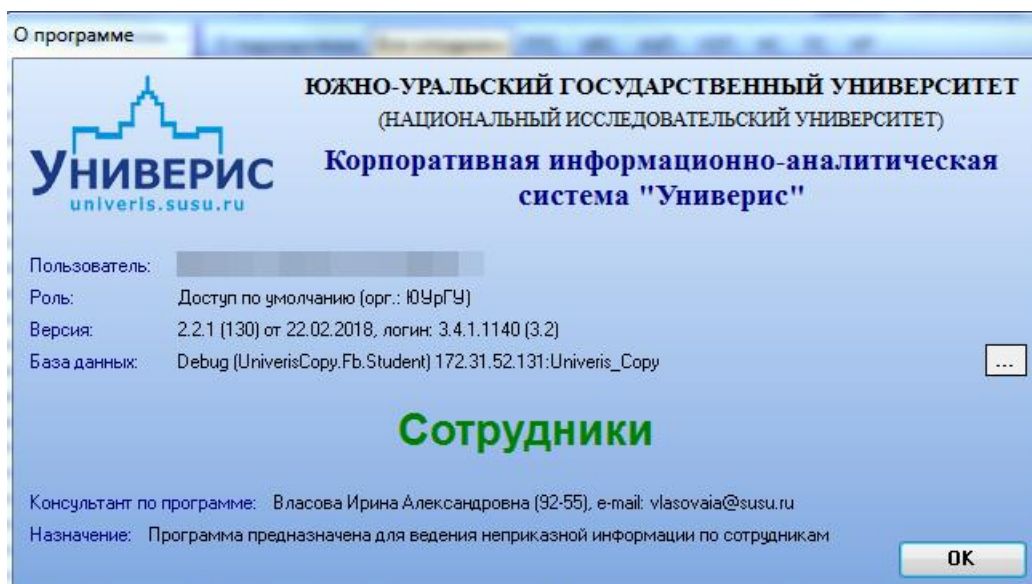 О программе
ЮЖНО-УРАЛЬСКИЙ ГОСУДАРСТВЕННЫЙ УНИВЕРСИТЕТ
(НАЦИОНАЛЬНЫЙ ИССЛЕДОВАТЕЛЬСКИЙ УНИВЕРСИТЕТ)
Корпоративная информационно-аналитическая
система "Универис"
УНИВЕРИС
univeris.susu.ru
Пользователь:
Роль: Доступ по умолчанию (орг.: ЮУрГУ)
Версия: 2.2.1 (130) от 22.02.2018, логин: 3.4.1.1140 (3.2)
База данных: Debug (UniverisCopy.Fb.Student) 172.31.52.131:Univeris_Copy
...
Сотрудники
Консультант по программе: Власова Ирина Александровна (92-55), e-mail: vlasovaia@susu.ru
Назначение: Программа предназначена для ведения неприказной информации по сотрудникам
OK